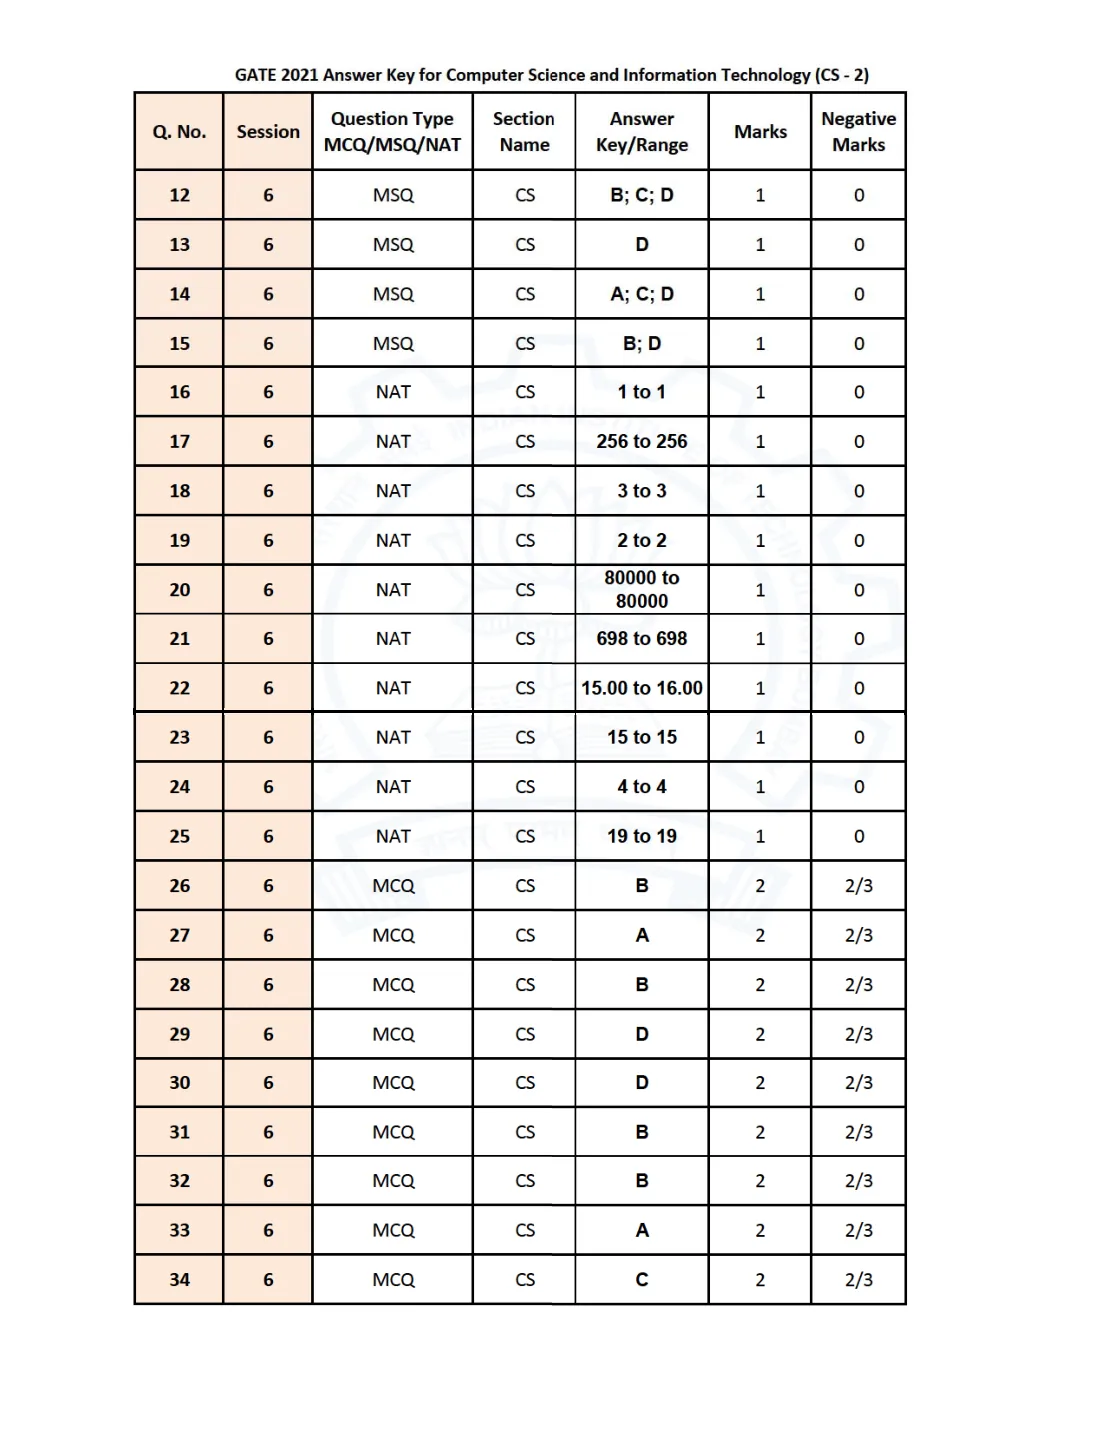 GATE 2021 Answer Key for Computer Science and Information Technology (CS - 2)
Q. No. Session Question Type MCQ/MSQ/NAT Section Name Answer Key/Range Marks Negative Marks
12 6 MSQ CS B; C; D 1 0
13 6 MSQ CS D 1 0
14 6 MSQ CS A; C; D 1 0
15 6 MSQ CS B; D 1 0
16 6 NAT CS 1 to 1 1 0
17 6 NAT CS 256 to 256 1 0
18 6 NAT CS 3 to 3 1 0
19 6 NAT CS 2 to 2 1 0
20 6 NAT CS 80000 to 80000 1 0
21 6 NAT CS 698 to 698 1 0
22 6 NAT CS 15.00 to 16.00 1 0
23 6 NAT CS 15 to 15 1 0
24 6 NAT CS 4 to 4 1 0
25 6 NAT CS 19 to 19 1 0
26 6 MCQ CS B 2 2/3
27 6 MCQ CS A 2 2/3
28 6 MCQ CS B 2 2/3
29 6 MCQ CS D 2 2/3
30 6 MCQ CS D 2 2/3
31 6 MCQ CS B 2 2/3
32 6 MCQ CS B 2 2/3
33 6 MCQ CS A 2 2/3
34 6 MCQ CS C 2 2/3